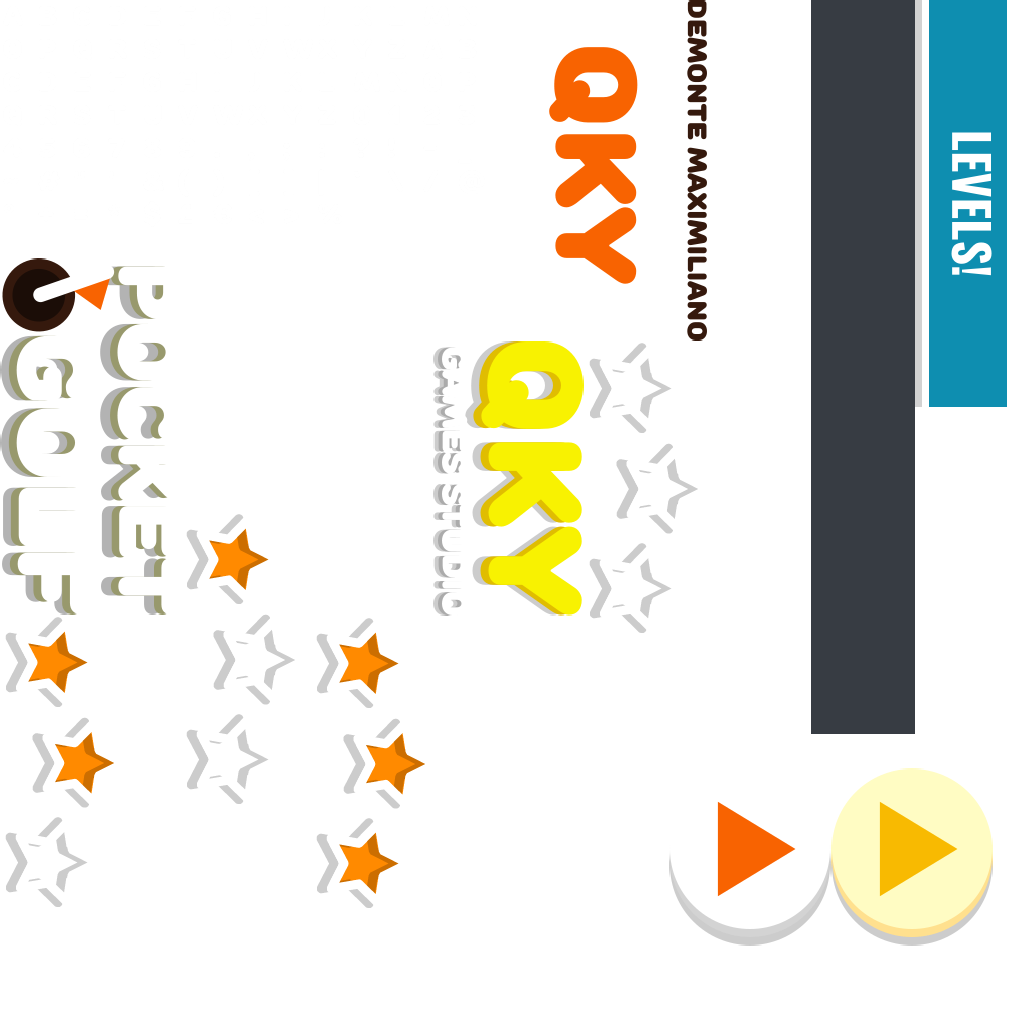 DEMONTE MAXIMILIANO
QKY
LEVELS!
POCKET
GOLF
QKY
GAMES STUDIO